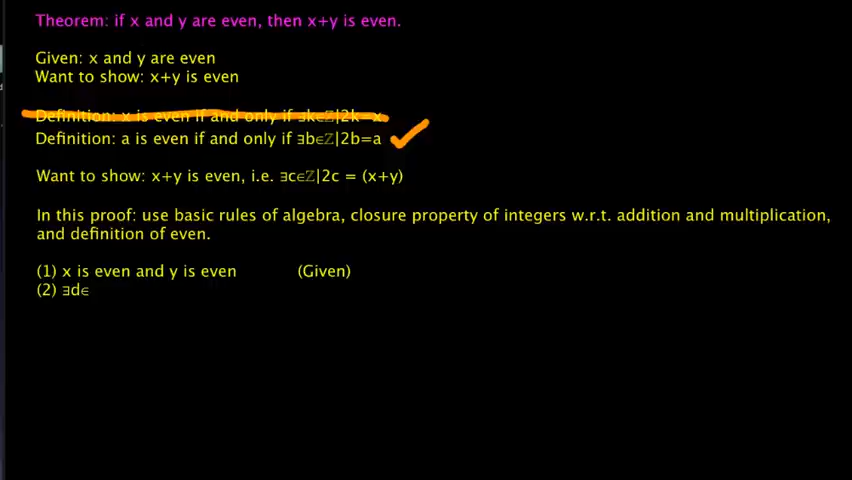 Theorem: if x and y are even, then x+y is even.
Given: x and y are even
Want to show: x+y is even
Definition: x is even if and only if ∃k∈ℤ|2k=x
Definition: a is even if and only if ∃b∈ℤ|2b=a
Want to show: x+y is even, i.e. ∃c∈ℤ|2c = (x+y)
In this proof: use basic rules of algebra, closure property of integers w.r.t. addition and multiplication,
and definition of even.
(1) x is even and y is even (Given)
(2) ∃d∈